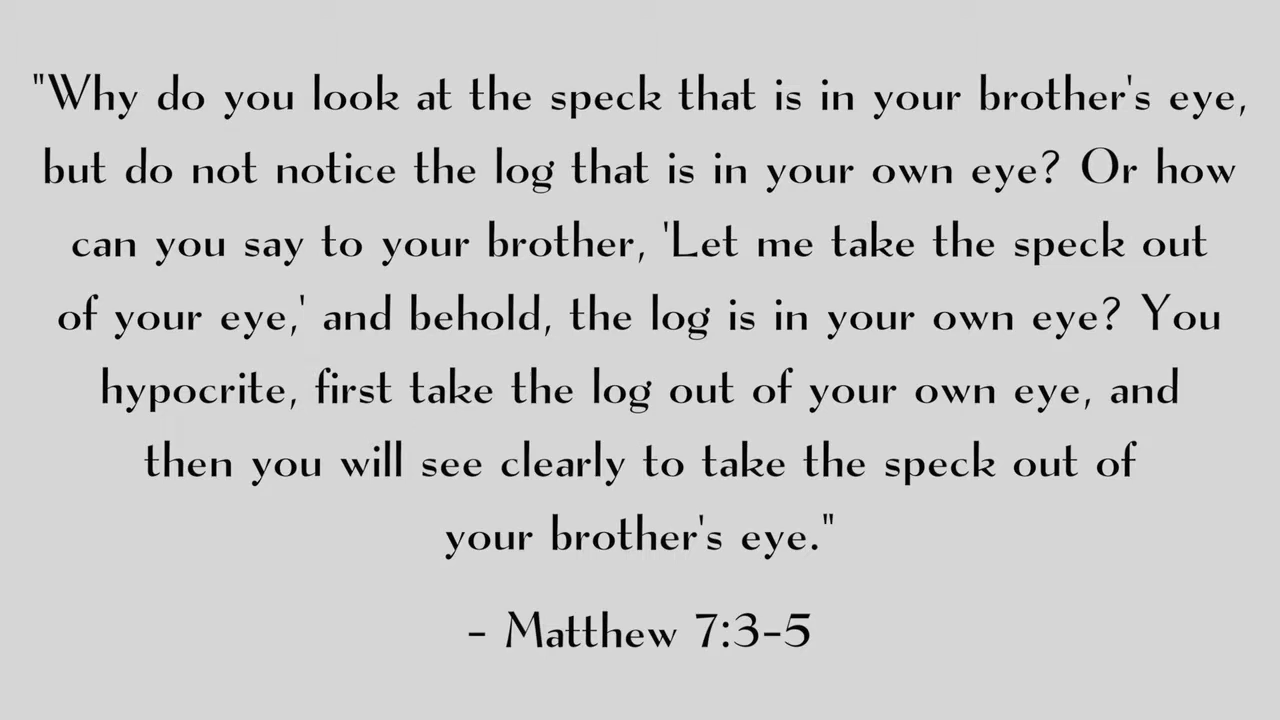 "Why do you look at the speck that is in your brother's eye,
but do not notice the log that is in your own eye? Or how
can you say to your brother, 'Let me take the speck out
of your eye,' and behold, the log is in your own eye? You
hypocrite, first take the log out of your own eye, and
then you will see clearly to take the speck out of
your brother's eye."
- Matthew 7:3-5